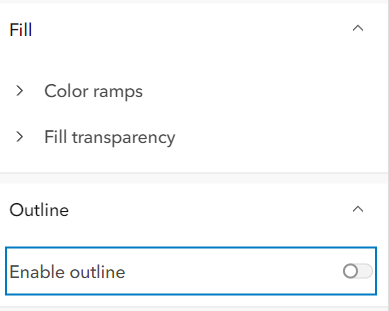 Fill
Color ramps
Fill transparency
Outline
Enable outline